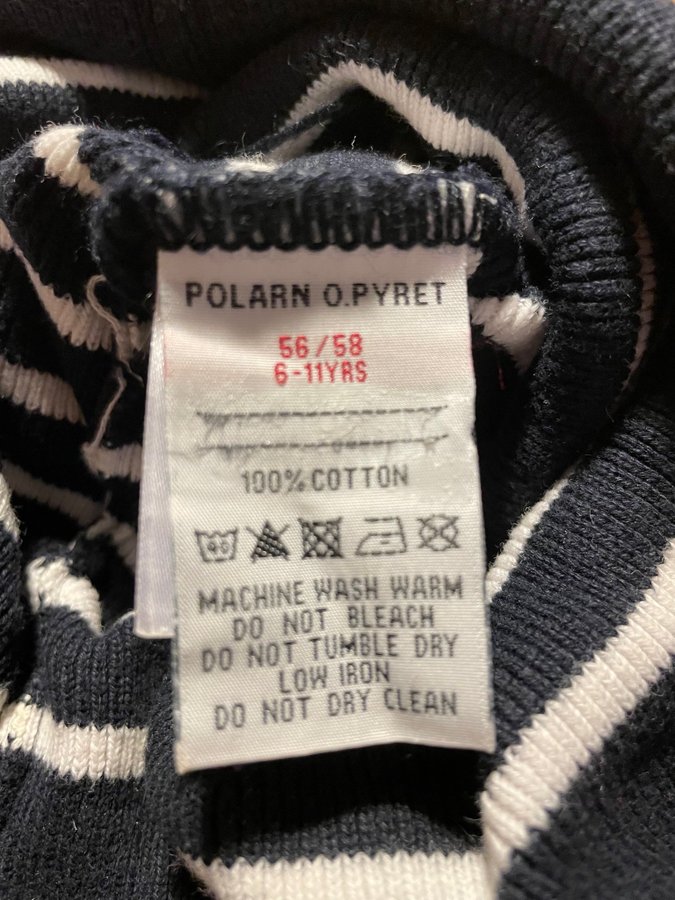 POLARN O.PYRET
56/58
6-11YRS
100%COTTON
40
MACHINE WASH WARM
DO NOT BLEACH
DO NOT TUMBLE DRY
LOW IRON
DO NOT DRY CLEAN